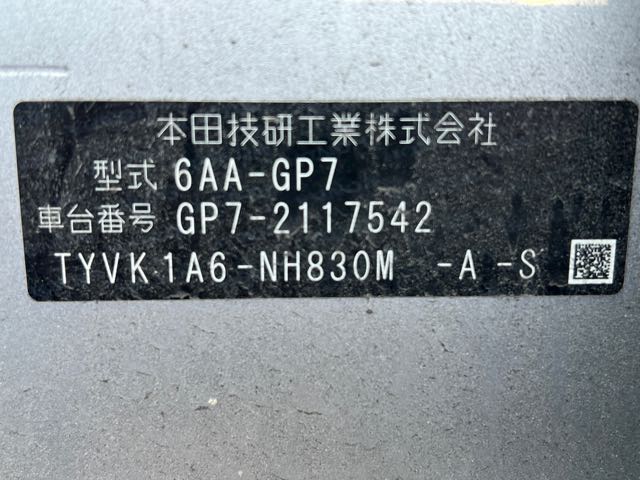 本田技研工業株式会社
型式 6AA-GP7
車台番号 GP7-2117542
TYVK1A6-NH830M -A -S